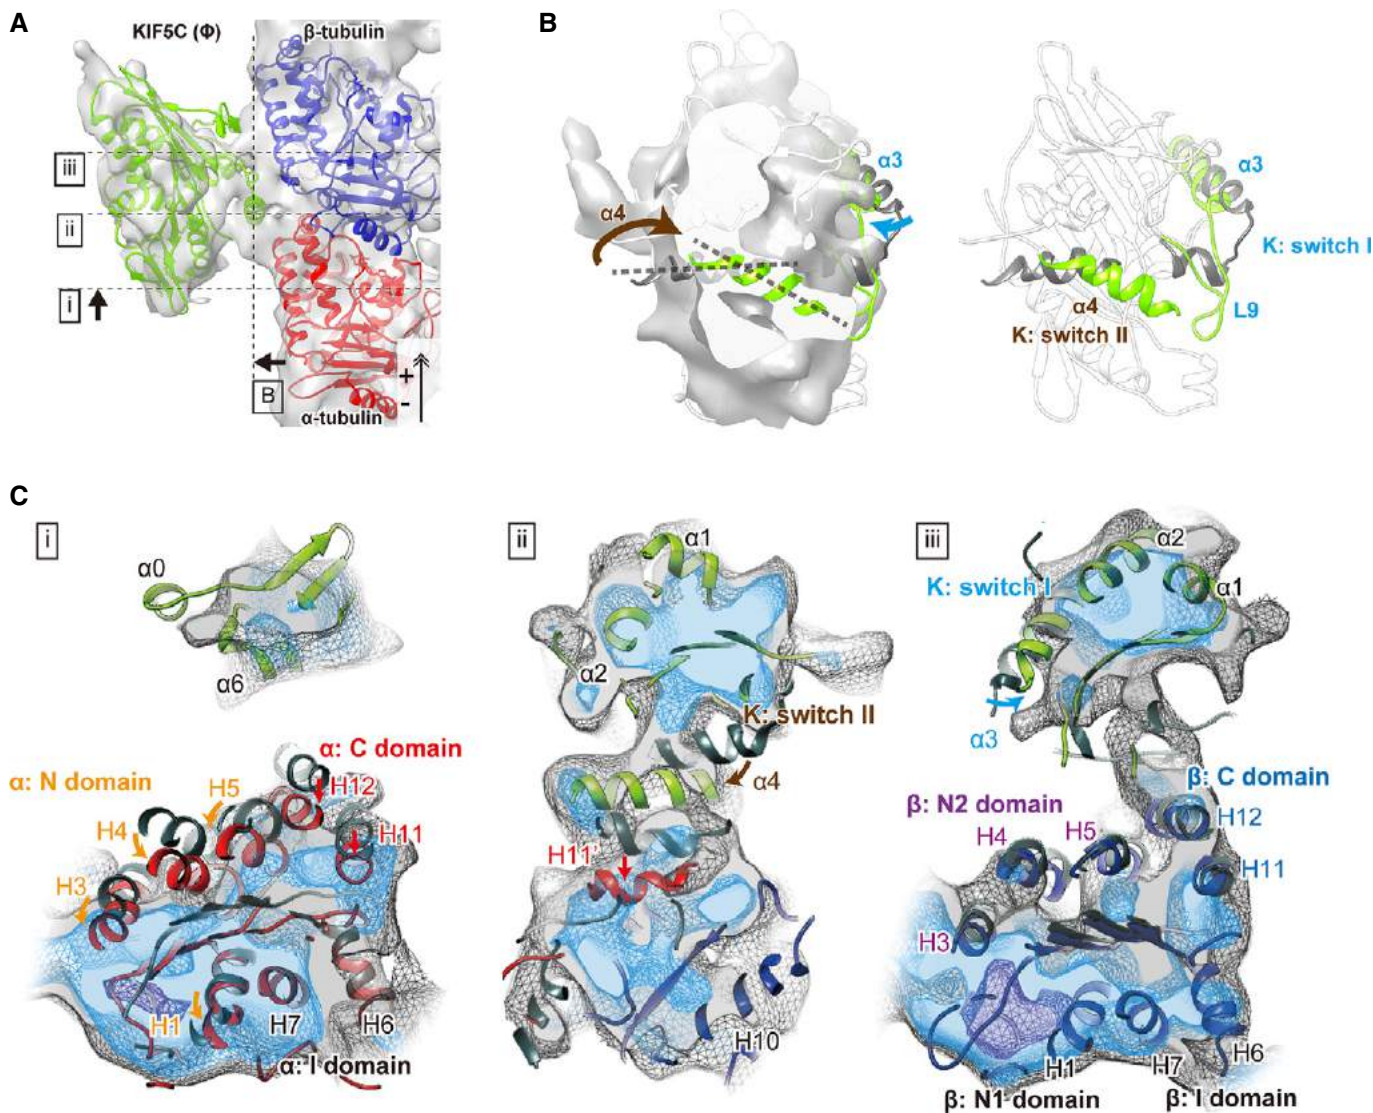 A
KIF5C (Φ)
β-tubulin
iii
ii
i
B
+
-
α-tubulin
B
α4
α3
α3
K: switch I
α4
L9
K: switch II
C
i
α0
α6
α: C domain
α: N domain
H5
H12
H4
H11
H3
H1
H7
H6
α: I domain
ii
α1
α2
K: switch II
α4
H11'
H10
iii
α2
K: switch I
α1
α3
β: C domain
β: N2 domain
H12
H4
H5
H11
H3
H1
H7
H6
β: N1 domain
β: I domain